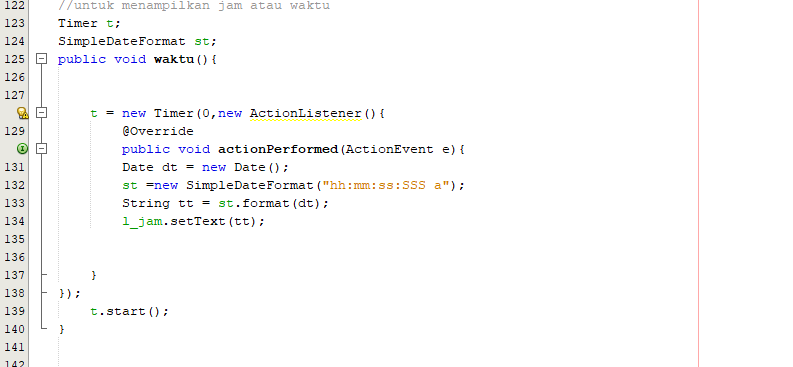 122 //untuk menampilkan jam atau waktu
123 Timer t;
124 SimpleDateFormat st;
125 public void waktu(){
126
127
t = new Timer(0,new ActionListener(){
129 @Override
public void actionPerformed(ActionEvent e){
131 Date dt = new Date();
132 st =new SimpleDateFormat("hh:mm:ss:SSS a");
133 String tt = st.format(dt);
134 l_jam.setText(tt);
135
136
137 }
138 });
139 t.start();
140 }
141
142